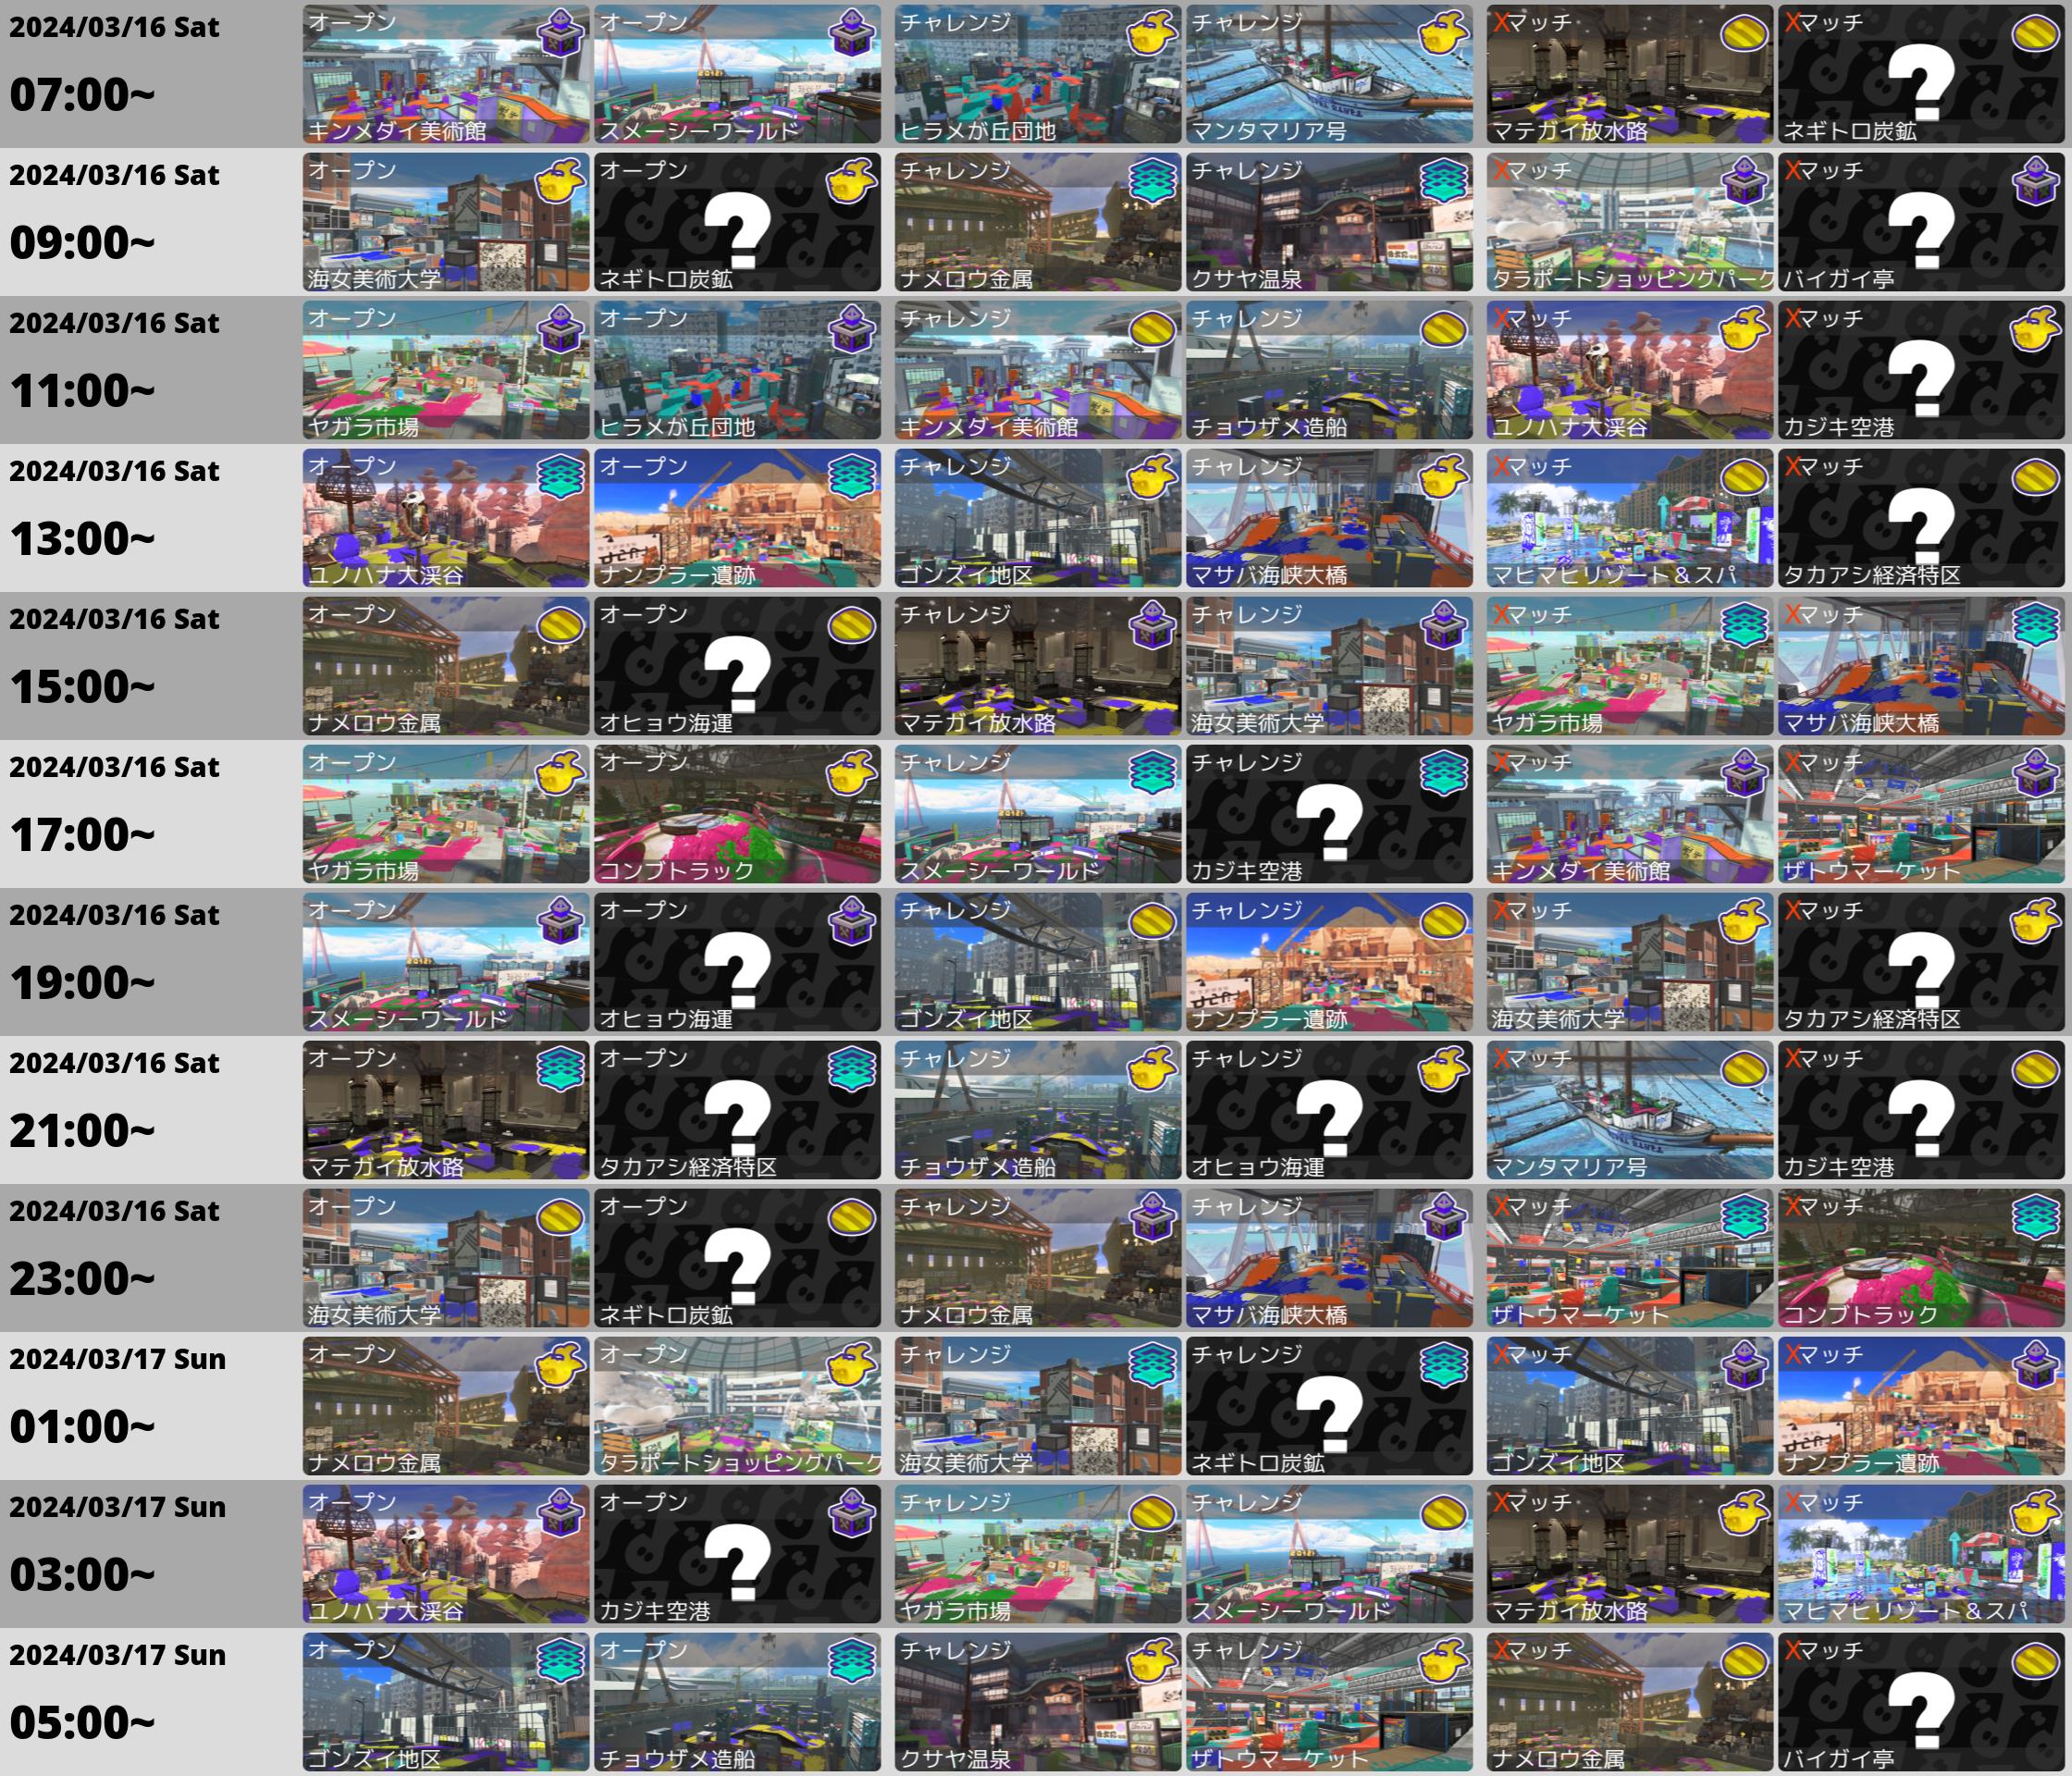 2024/03/16 Sat
07:00~
オープン
キンメダイ美術館
オープン
スメーシーワールド
チャレンジ
ヒラメが丘団地
チャレンジ
マンタマリア号
Xマッチ
マテガイ放水路
Xマッチ
ネギトロ炭鉱
2024/03/16 Sat
09:00~
オープン
海女美術大学
オープン
ネギトロ炭鉱
チャレンジ
ナメロウ金属
チャレンジ
クサヤ温泉
Xマッチ
タラポートショッピングパーク
Xマッチ
バイガイ亭
2024/03/16 Sat
11:00~
オープン
ヤガラ市場
オープン
ヒラメが丘団地
チャレンジ
キンメダイ美術館
チャレンジ
チョウザメ造船
Xマッチ
ユノハナ大渓谷
Xマッチ
カジキ空港
2024/03/16 Sat
13:00~
オープン
ユノハナ大渓谷
オープン
ナンプラー遺跡
チャレンジ
ゴンズイ地区
チャレンジ
マサバ海峡大橋
Xマッチ
マヒマヒリゾート&スパ
Xマッチ
タカアシ経済特区
2024/03/16 Sat
15:00~
オープン
ナメロウ金属
オープン
オヒョウ海運
チャレンジ
マテガイ放水路
チャレンジ
海女美術大学
Xマッチ
ヤガラ市場
Xマッチ
マサバ海峡大橋
2024/03/16 Sat
17:00~
オープン
ヤガラ市場
オープン
コンブトラック
チャレンジ
スメーシーワールド
チャレンジ
カジキ空港
Xマッチ
キンメダイ美術館
Xマッチ
ザトウマーケット
2024/03/16 Sat
19:00~
オープン
スメーシーワールド
オープン
オヒョウ海運
チャレンジ
ゴンズイ地区
チャレンジ
ナンプラー遺跡
Xマッチ
海女美術大学
Xマッチ
タカアシ経済特区
2024/03/16 Sat
21:00~
オープン
マテガイ放水路
オープン
タカアシ経済特区
チャレンジ
チョウザメ造船
チャレンジ
オヒョウ海運
Xマッチ
マンタマリア号
Xマッチ
カジキ空港
2024/03/16 Sat
23:00~
オープン
海女美術大学
オープン
ネギトロ炭鉱
チャレンジ
ナメロウ金属
チャレンジ
マサバ海峡大橋
Xマッチ
ザトウマーケット
Xマッチ
コンブトラック
2024/03/17 Sun
01:00~
オープン
ナメロウ金属
オープン
タラポートショッピングパーク
チャレンジ
海女美術大学
チャレンジ
ネギトロ炭鉱
Xマッチ
ゴンズイ地区
Xマッチ
ナンプラー遺跡
2024/03/17 Sun
03:00~
オープン
ユノハナ大渓谷
オープン
カジキ空港
チャレンジ
ヤガラ市場
チャレンジ
スメーシーワールド
Xマッチ
マテガイ放水路
Xマッチ
マヒマヒリゾート&スパ
2024/03/17 Sun
05:00~
オープン
ゴンズイ地区
オープン
チョウザメ造船
チャレンジ
クサヤ温泉
チャレンジ
ザトウマーケット
Xマッチ
ナメロウ金属
Xマッチ
バイガイ亭